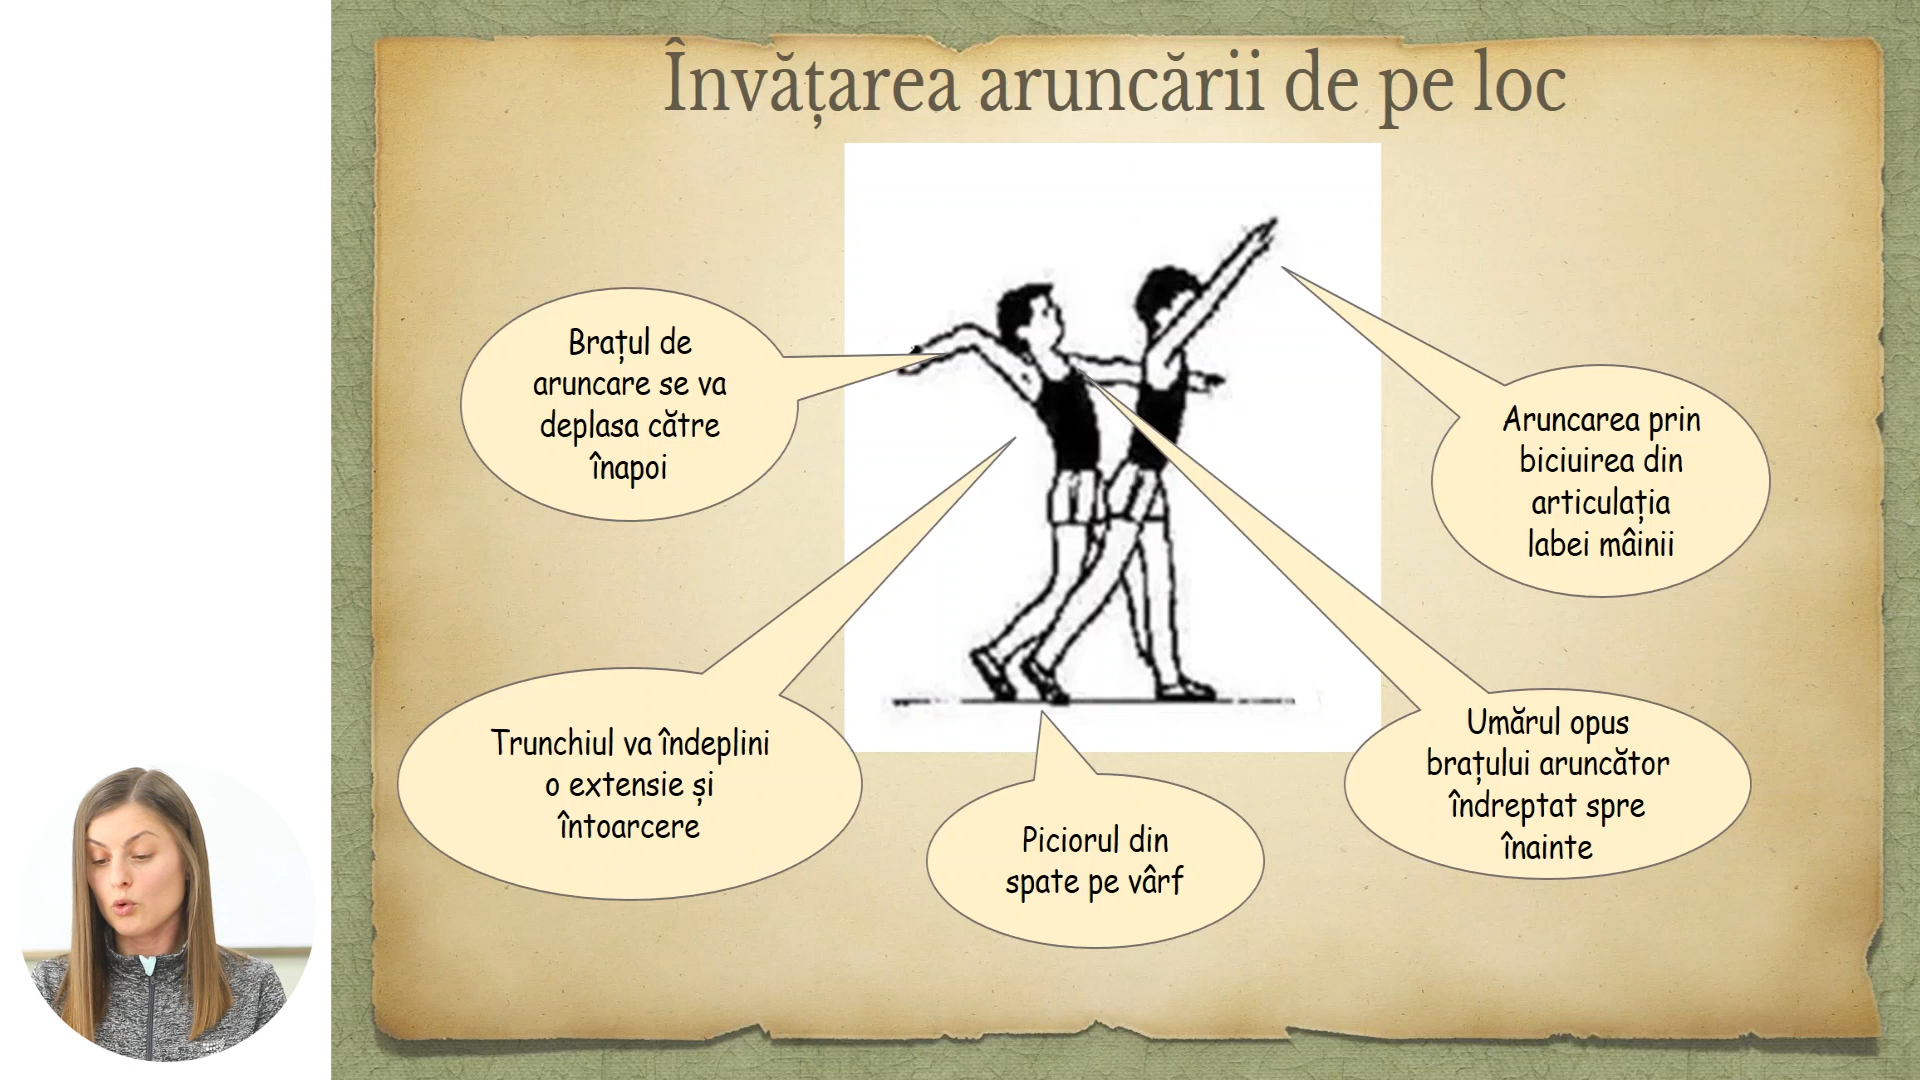 Învățarea aruncării de pe loc
Brațul de
aruncare se va
deplasa către
înapoi
Aruncarea prin
biciuirea din
articulația
labei mâinii
Trunchiul va îndeplini
o extensie și
întoarcere
Piciorul din
spate pe vârf
Umărul opus
brațului aruncător
îndreptat spre
înainte